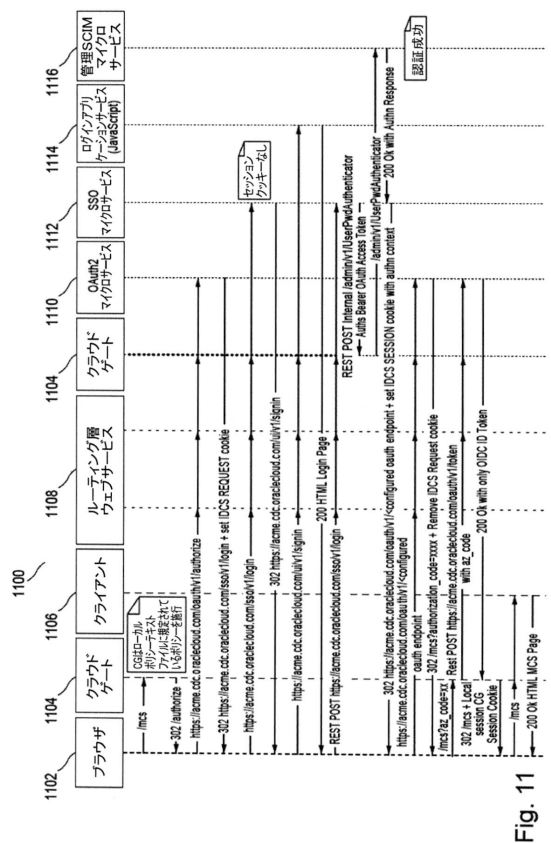 1100
1102
ブラウザ
1104
クラウド
ゲート
1106
クライアント
1108
ルーティング層
ウェブサービス
1104
クラウド
ゲート
1110
OAuth2
マイクロサービス
1112
SSO
マイクロサービス
1114
ログインアプリ
ケーションサービス
(JavaScript)
1116
管理SCIM
マイクロ
サービス
/mcs
CGはローカル
ポリシーテキスト
ファイルに規定されて
いるポリシーを施行
302 /authorize
https://acme.cdc.oraclecloud.com/oauth/v1/authorize
302 https://acme.cdc.oraclecloud.com/sso/v1/login + set IDCS REQUEST cookie
https://acme.cdc.oraclecloud.com/sso/v1/login
セッション
クッキーなし
302 https://acme.cdc.oraclecloud.com/ui/v1/signin
https://acme.cdc.oraclecloud.com/ui/v1/signin
200 HTML Login Page
REST POST https://acme.cdc.oraclecloud.com/sso/v1/login
REST POST Internal /admin/v1/UserPwdAuthenticator
Auths Bearer OAuth Access Token
/admin/v1/UserPwdAuthenticator
200 Ok with Authn Response
認証成功
302 https://acme.cdc.oraclecloud.com/oauth/v1/<configured oauth endpoint + set IDCS SESSION cookie with authn context
https://acme.cdc.oraclecloud.com/oauth/v1/<configured
oauth endpoint
302 /mcs?authorization_code=xxxx + Remove IDCS Request cookie
/mcs?az_code=xx
Rest POST https://acme.cdc.oraclecloud.com/oauth/v1/token
with az_code
200 Ok with only OIDC ID Token
302 /mcs + Local
session CG
Session Cookie
/mcs
/mcs
200 Ok HTML MCS Page
Fig. 11